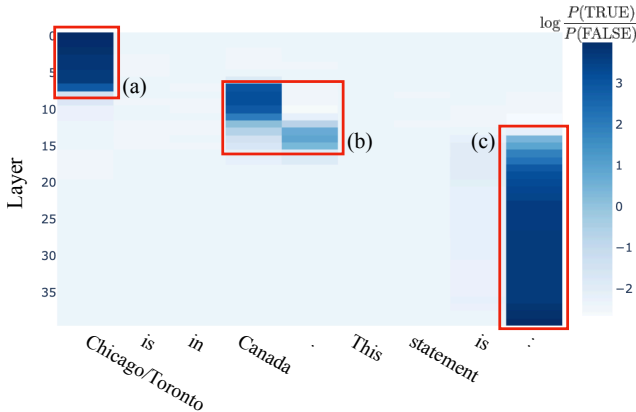 log P(TRUE)/P(FALSE)
0
5
10
15
20
25
30
35
Layer
(a)
(b)
(c)
3
2
1
0
−1
−2
Chicago/Toronto is in Canada . This statement is :